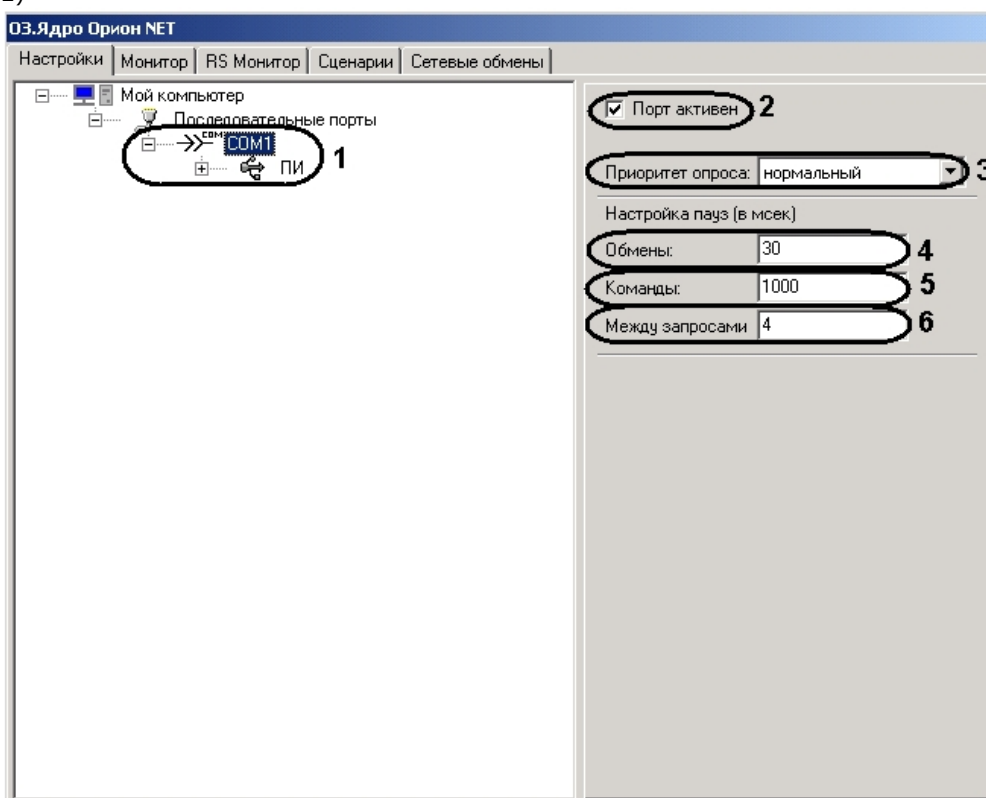 ОЗ.Ядро Орион NET
Настройки Монитор RS Монитор Сценарии Сетевые обмены
Мой компьютер
Последовательные порты
COM1
ПИ
1
Порт активен 2
Приоритет опроса: нормальный 3
Настройка пауз (в мсек)
Обмены: 30 4
Команды: 1000 5
Между запросами 4 6